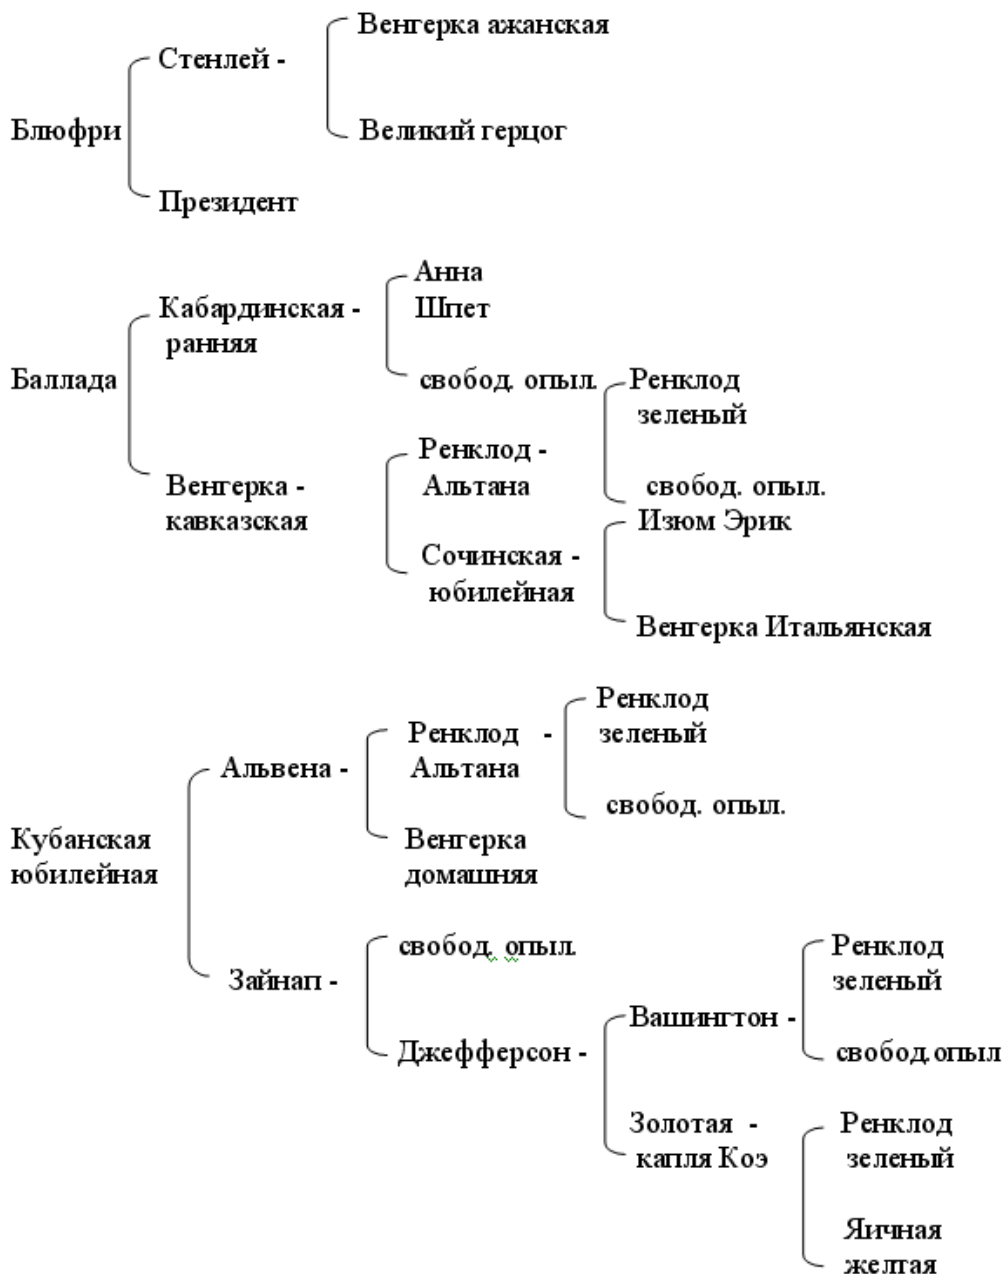 Венгерка ажанская
Стенлей -
Блюфри
Великий герцог
Президент
Анна
Шпет
Кабардинская -
ранняя
Баллада
свобод. опыл.
Ренклод
зеленый
Ренклод -
Альтана
Венгерка -
кавказская
свобод. опыл.
Изюм Эрик
Сочинская -
юбилейная
Венгерка Итальянская
Ренклод
зеленый
Ренклод -
Альтана
Альвена -
свобод. опыл.
Кубанская
юбилейная
Венгерка
домашняя
свобод. опыл.
Ренклод
зеленый
Зайнап -
Вашингтон -
Джефферсон -
свобод.опыл
Золотая -
капля Коэ
Ренклод
зеленый
Яичная
желтая